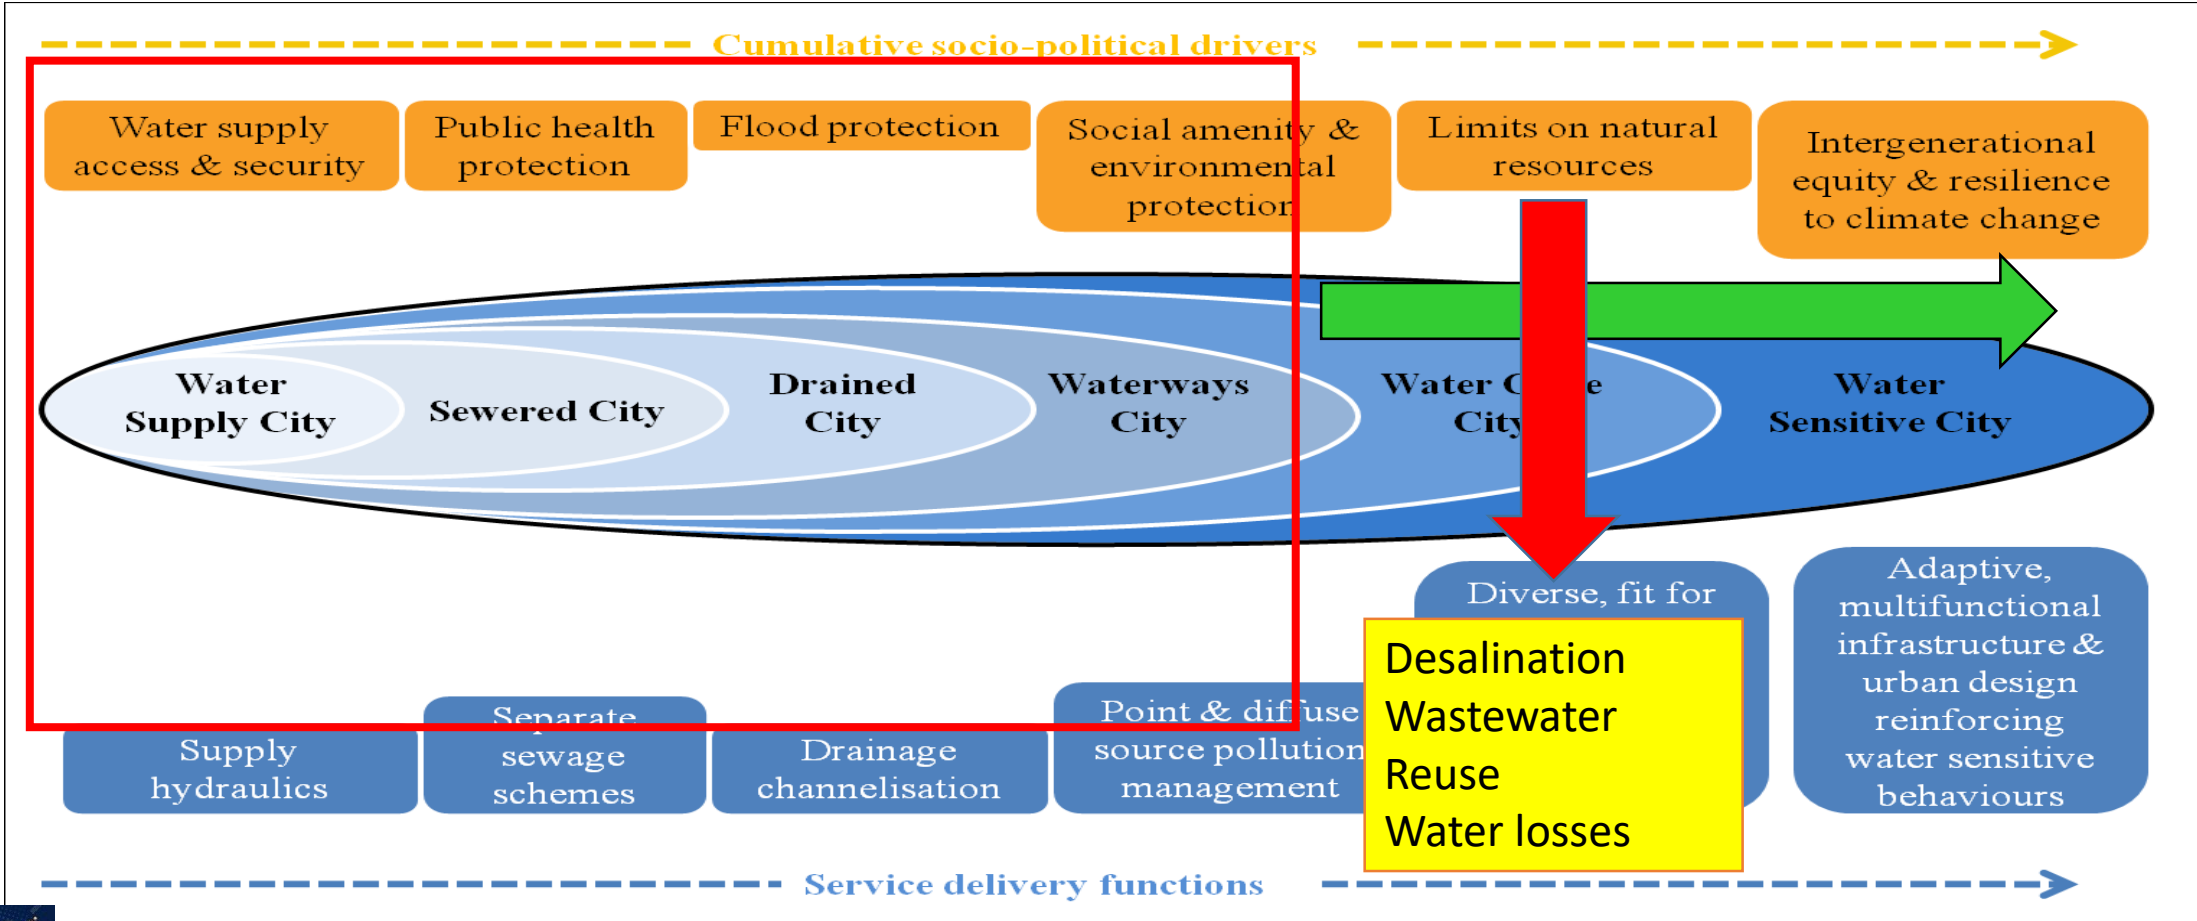 Cumulative socio-political drivers
Water supply
access & security
Public health
protection
Flood protection
Social amenity &
environmental
protection
Limits on natural
resources
Intergenerational
equity & resilience
to climate change
Water
Supply City
Sewered City
Drained
City
Waterways
City
Water
City
Water
Sensitive City
Supply
hydraulics
Separate
sewage
schemes
Drainage
channelisation
Point & diffuse
source pollution
management
Diverse, fit for
Desalination
Wastewater
Reuse
Water losses
Adaptive,
multifunctional
infrastructure &
urban design
reinforcing
water sensitive
behaviours
Service delivery functions